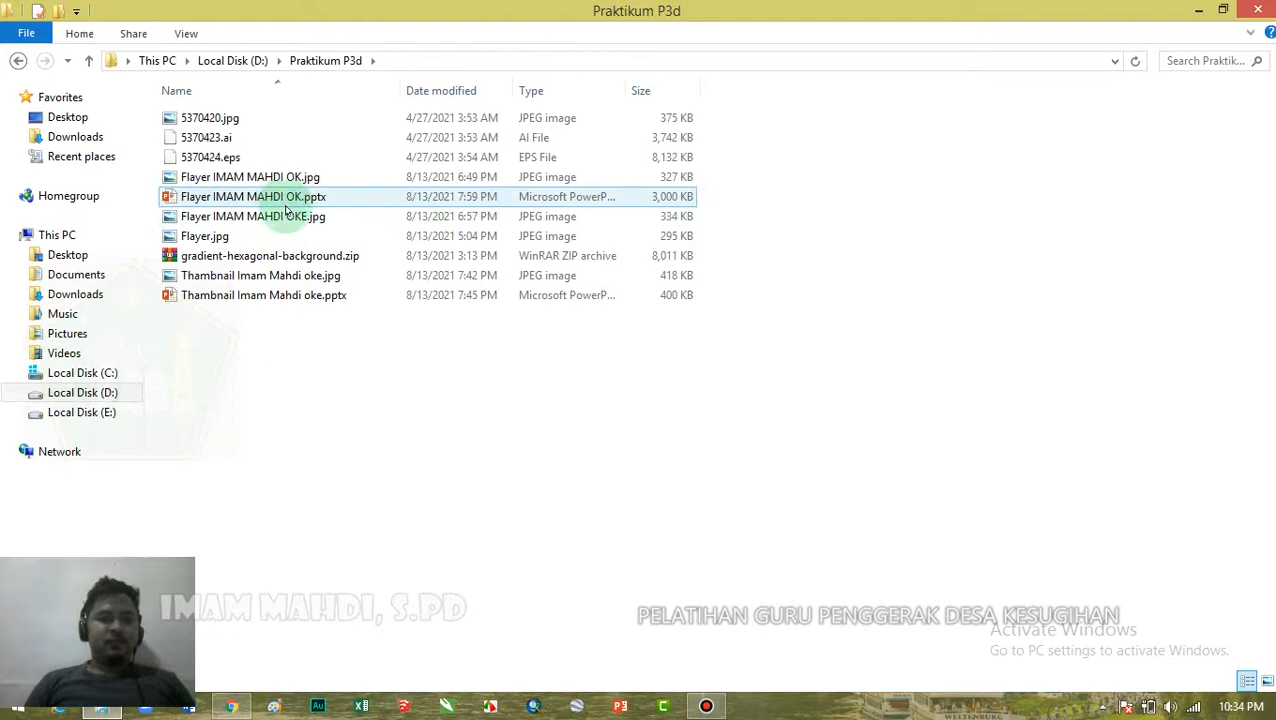 Praktikum P3d
File Home Share View
This PC Local Disk (D:) Praktikum P3d Search Praktik...
Name Date modified Type Size
Favorites
Desktop
Downloads
Recent places
Homegroup
This PC
Desktop
Documents
Downloads
Music
Pictures
Videos
Local Disk (C:)
Local Disk (D:)
Local Disk (E:)
Network
5370420.jpg 4/27/2021 3:53 AM JPEG image 375 KB
5370423.ai 4/27/2021 3:53 AM AI File 3,742 KB
5370424.eps 4/27/2021 3:54 AM EPS File 8,132 KB
Flayer IMAM MAHDI OK.jpg 8/13/2021 6:49 PM JPEG image 327 KB
Flayer IMAM MAHDI OK.pptx 8/13/2021 7:59 PM Microsoft PowerP... 3,000 KB
Flayer IMAM MAHDI OKE.jpg 8/13/2021 6:57 PM JPEG image 334 KB
Flayer.jpg 8/13/2021 5:04 PM JPEG image 295 KB
gradient-hexagonal-background.zip 8/13/2021 3:13 PM WinRAR ZIP archive 8,011 KB
Thambnail Imam Mahdi oke.jpg 8/13/2021 7:42 PM JPEG image 418 KB
Thambnail Imam Mahdi oke.pptx 8/13/2021 7:45 PM Microsoft PowerP... 400 KB
IMAM MAHDI, S.PD
PELATIHAN GURU PENGGERAK DESA KESUGIHAN
Activate Windows
Go to PC settings to activate Windows.
WELTENBURG
10:34 PM